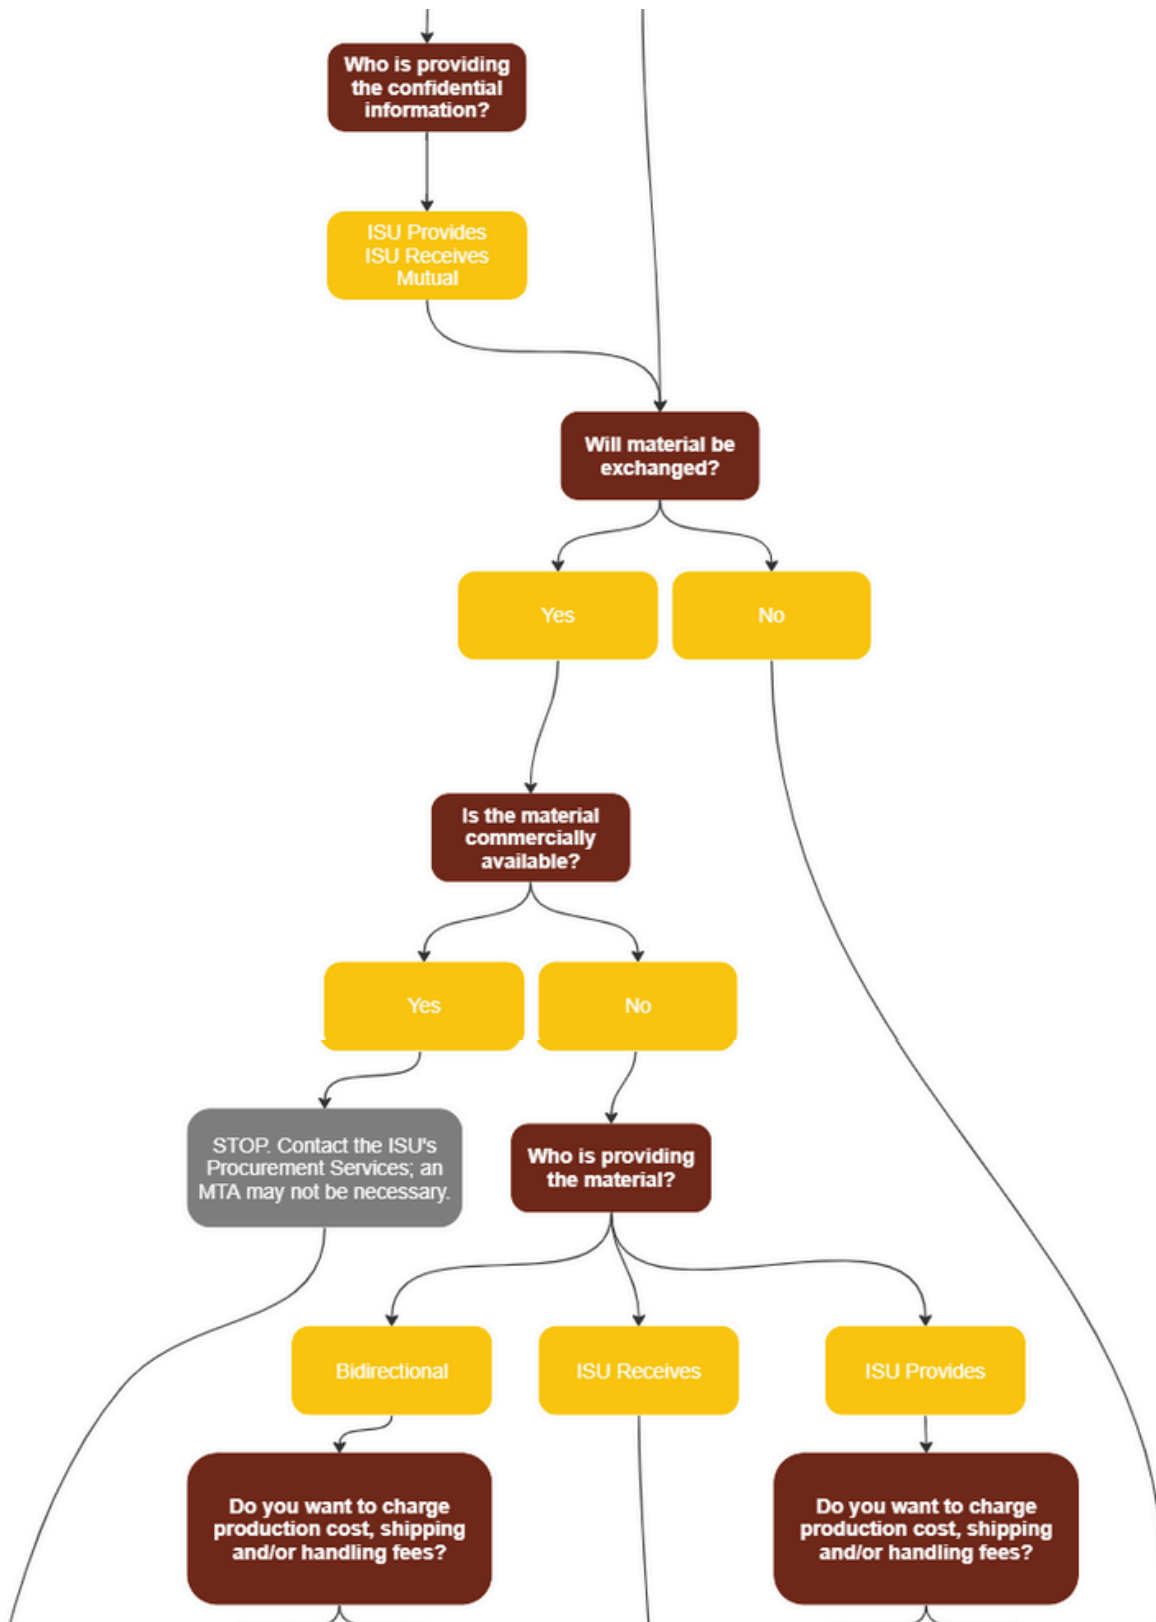 Who is providing
the confidential
information?
ISU Provides
ISU Receives
Mutual
Will material be
exchanged?
Yes
No
Is the material
commercially
available?
Yes
No
STOP. Contact the ISU's
Procurement Services; an
MTA may not be necessary.
Who is providing
the material?
Bidirectional
ISU Receives
ISU Provides
Do you want to charge
production cost, shipping
and/or handling fees?
Do you want to charge
production cost, shipping
and/or handling fees?